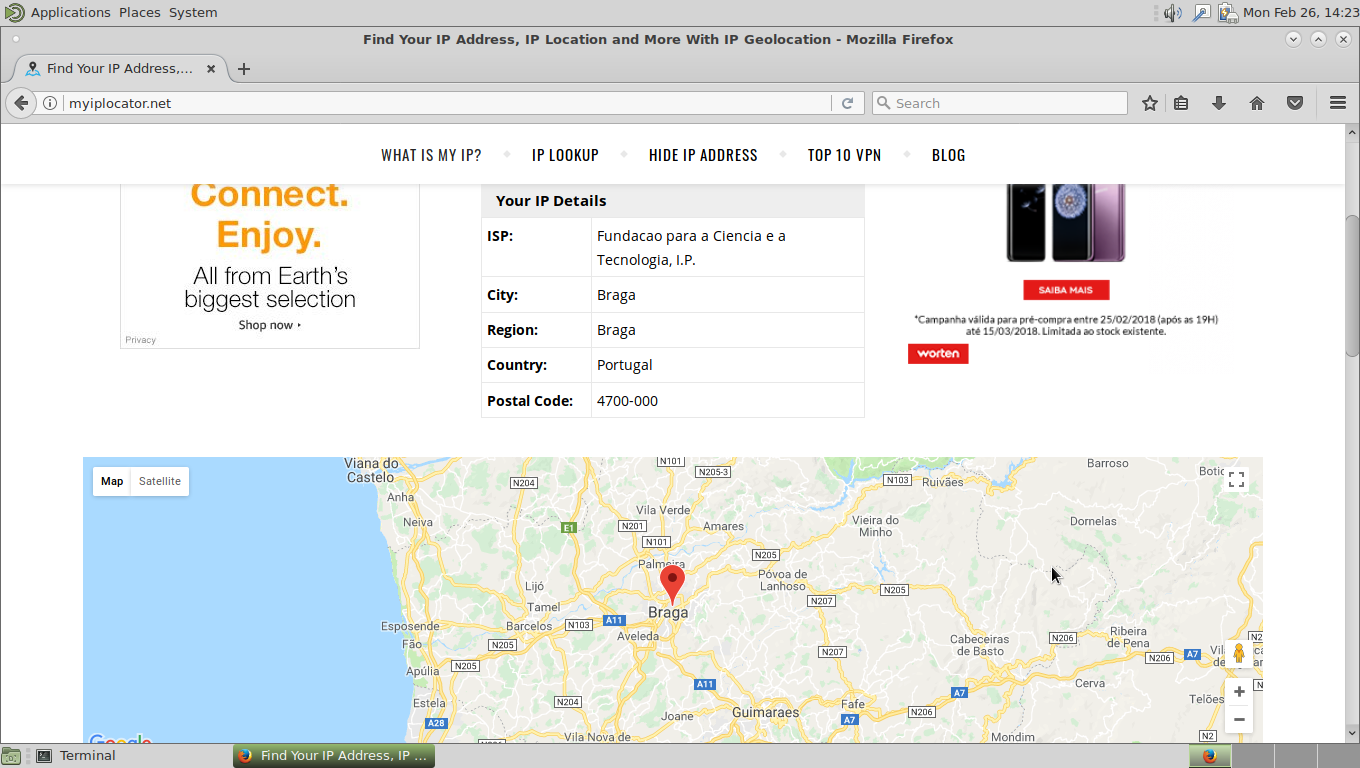 Applications Places System
Mon Feb 26, 14:23
Find Your IP Address, IP Location and More With IP Geolocation - Mozilla Firefox
Find Your IP Address,...
myiplocator.net
Search
WHAT IS MY IP?
IP LOOKUP
HIDE IP ADDRESS
TOP 10 VPN
BLOG
Connect.
Enjoy.
All from Earth's
biggest selection
Shop now
Privacy
Your IP Details
ISP: Fundacao para a Ciencia e a
Tecnologia, I.P.
City: Braga
Region: Braga
Country: Portugal
Postal Code: 4700-000
SAIBA MAIS
*Campanha válida para pré-compra entre 25/02/2018 (após as 19H)
até 15/03/2018. Limitada ao stock existente.
worten
Map Satellite
Viana do
Castelo
N101
N205-3
Barroso
Botic
N204
N103
Ruivães
Anha
Vila Verde
Neiva
E1
N201
Amares
Vieira do
Minho
Dornelas
N101
N205
Palmeira
Póvoa de
Lanhoso
Lijó
N205
N207
Tamel
Braga
A11
Esposende
Barcelos
N103
Aveleda
Fão
N205
Cabeceiras
de Basto
N206
Ribeira
de Pena
N2
N207
A7
N206
N205
Apúlia
A11
Cerva
N
A7
Telões
Estela
N204
Joane
Guimarães
Fafe
N206
A7
A28
Vila Nova de
Mondim
N2
Google
Terminal
Find Your IP Address, IP ...